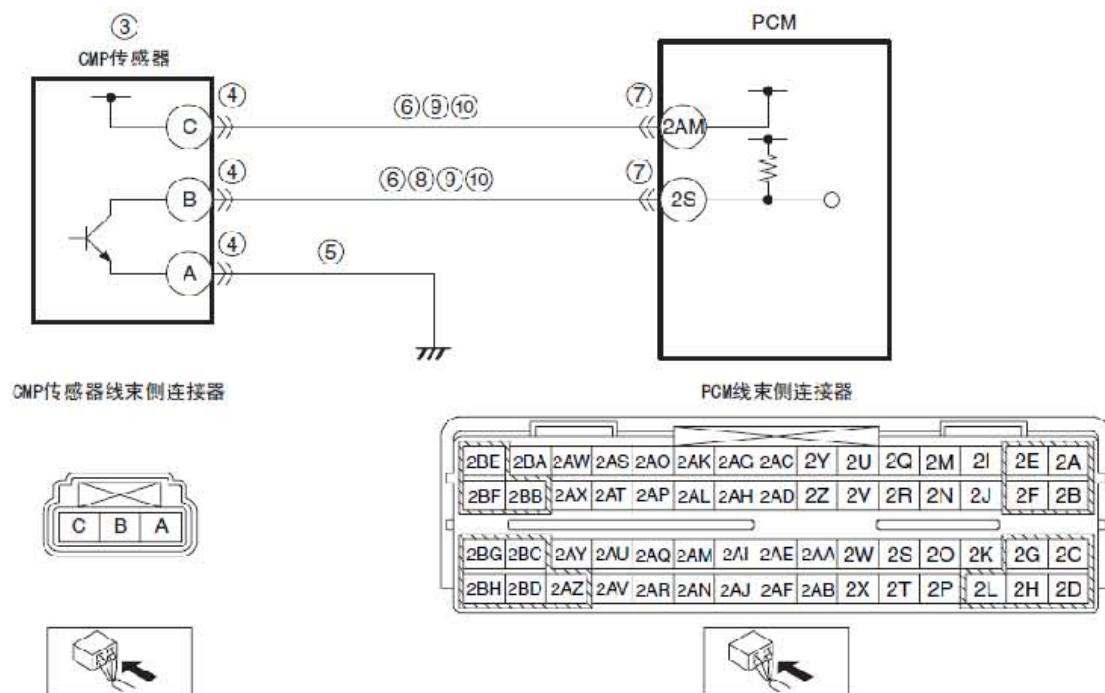 ③
CMP传感器
PCM
C ④ ⑥⑨⑩ ⑦ 2AM
B ④ ⑥⑧⑨⑩ ⑦ 2S
A ④ ⑤
CMP传感器线束侧连接器
PCM线束侧连接器
C B A
2BE 2BA 2AW 2AS 2AO 2AK 2AG 2AC 2Y 2U 2Q 2M 2I 2E 2A
2BF 2BB 2AX 2AT 2AP 2AL 2AH 2AD 2Z 2V 2R 2N 2J 2F 2B
2BG 2BC 2AY 2AU 2AQ 2AM 2AI 2AE 2AA 2W 2S 2O 2K 2G 2C
2BH 2BD 2AZ 2AV 2AR 2AN 2AJ 2AF 2AB 2X 2T 2P 2L 2H 2D